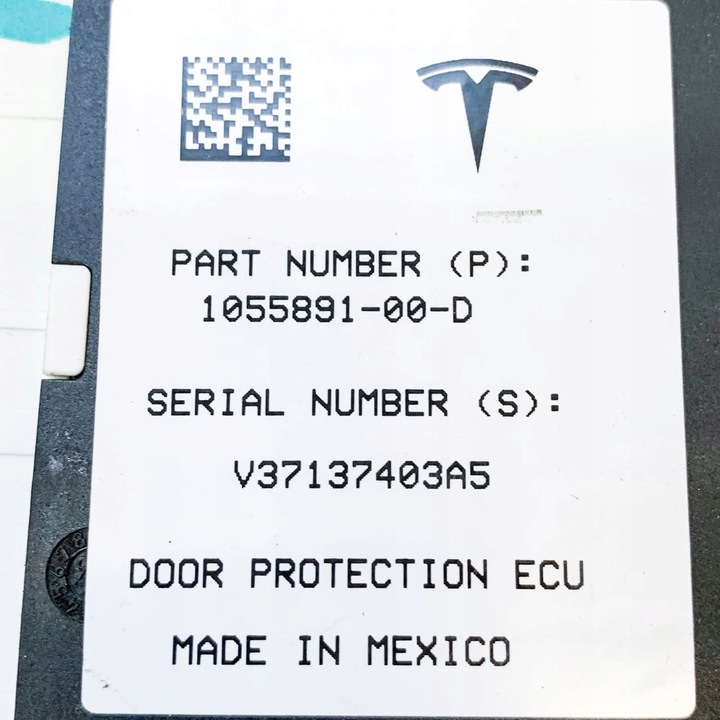 PART NUMBER (P):
1055891-00-D
SERIAL NUMBER (S):
V37137403A5
DOOR PROTECTION ECU
MADE IN MEXICO